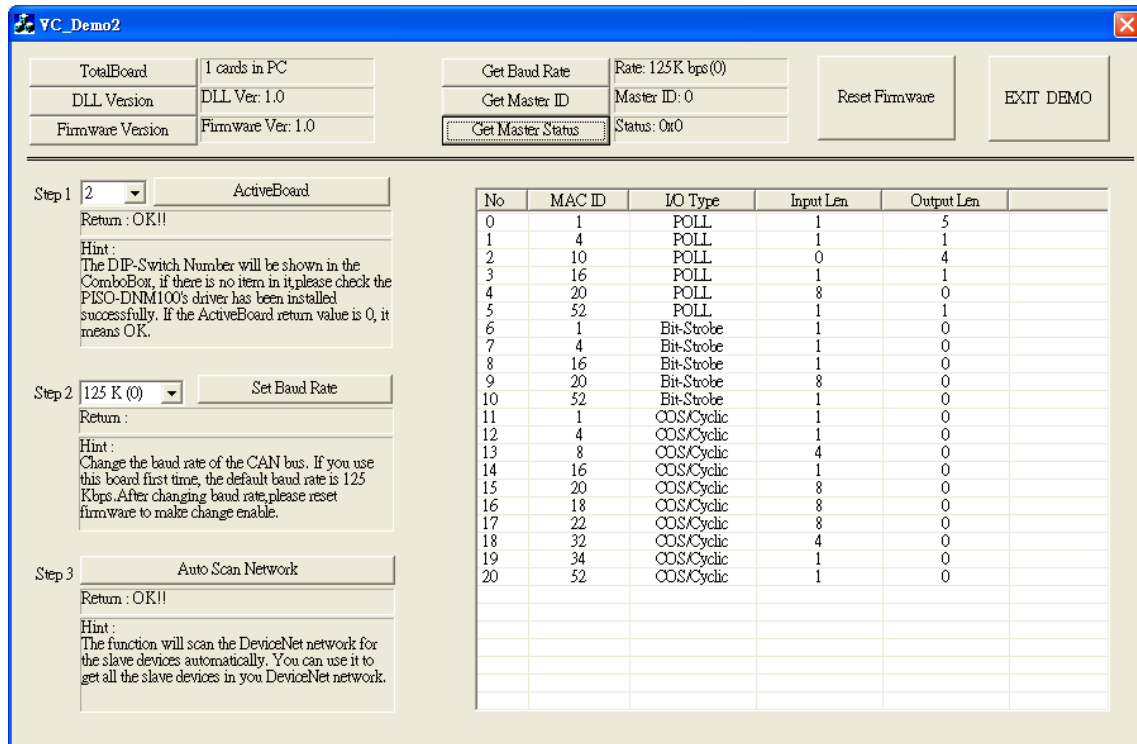 VC_Demo2
TotalBoard 1 cards in PC
DLL Version DLL Ver: 1.0
Firmware Version Firmware Ver: 1.0
Get Baud Rate Rate: 125K bps(0)
Get Master ID Master ID: 0
Get Master Status Status: 0x0
Reset Firmware
EXIT DEMO
Step 1 2 ActiveBoard
Return : OK!!
Hint :
The DIP-Switch Number will be shown in the
ComboBox, if there is no item in it,please check the
PISO-DNM100's driver has been installed
successfully. If the ActiveBoard return value is 0, it
means OK.
Step 2 125 K (0) Set Baud Rate
Return :
Hint :
Change the baud rate of the CAN bus. If you use
this board first time, the default baud rate is 125
Kbps.After changing baud rate,please reset
firmware to make change enable.
Step 3 Auto Scan Network
Return : OK!!
Hint :
The function will scan the DeviceNet network for
the slave devices automatically. You can use it to
get all the slave devices in you DeviceNet network.
No MAC ID I/O Type Input Len Output Len
0 1 POLL 1 5
1 4 POLL 1 1
2 10 POLL 0 4
3 16 POLL 1 1
4 20 POLL 8 0
5 52 POLL 1 1
6 1 Bit-Strobe 1 0
7 4 Bit-Strobe 1 0
8 16 Bit-Strobe 1 0
9 20 Bit-Strobe 8 0
10 52 Bit-Strobe 1 0
11 1 COS/Cyclic 1 0
12 4 COS/Cyclic 1 0
13 8 COS/Cyclic 4 0
14 16 COS/Cyclic 1 0
15 20 COS/Cyclic 8 0
16 18 COS/Cyclic 8 0
17 22 COS/Cyclic 8 0
18 32 COS/Cyclic 4 0
19 34 COS/Cyclic 1 0
20 52 COS/Cyclic 1 0